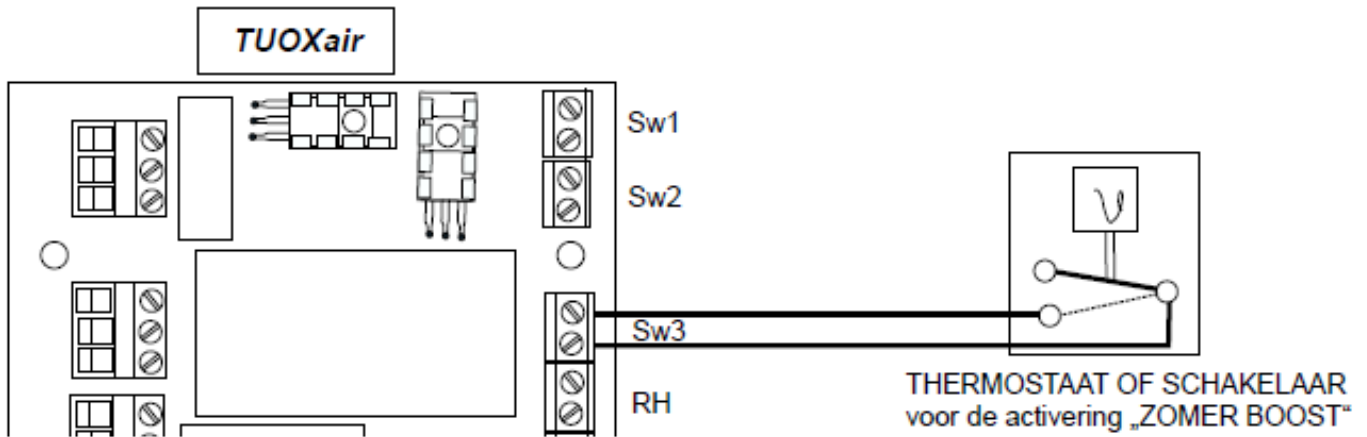 TUOXair
Sw1
Sw2
Sw3
RH
THERMOSTAAT OF SCHAKELAAR
voor de activering „ZOMER BOOST“